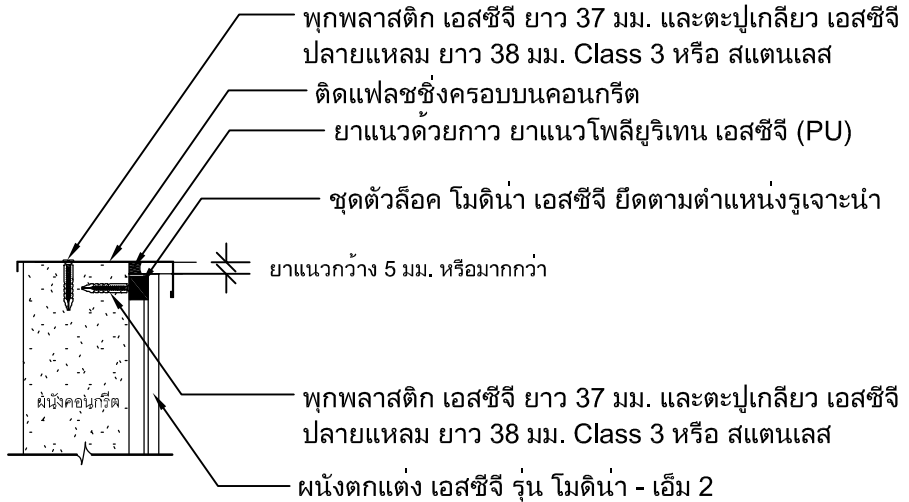 พุกพลาสติก เอสซีจี ยาว 37 มม. และตะปูเกลียว เอสซีจี
ปลายแหลม ยาว 38 มม. Class 3 หรือ สแตนเลส
ติดแฟลชชิ่งครอบบนคอนกรีต
ยาแนวด้วยกาว ยาแนวโพลียูริเทน เอสซีจี (PU)
ชุดตัวล็อค โมดิน่า เอสซีจี ยึดตามตำแหน่งรูเจาะนำ
ยาแนวกว้าง 5 มม. หรือมากกว่า
ผนังคอนกรีต
พุกพลาสติก เอสซีจี ยาว 37 มม. และตะปูเกลียว เอสซีจี
ปลายแหลม ยาว 38 มม. Class 3 หรือ สแตนเลส
ผนังตกแต่ง เอสซีจี รุ่น โมดิน่า - เอ็ม 2